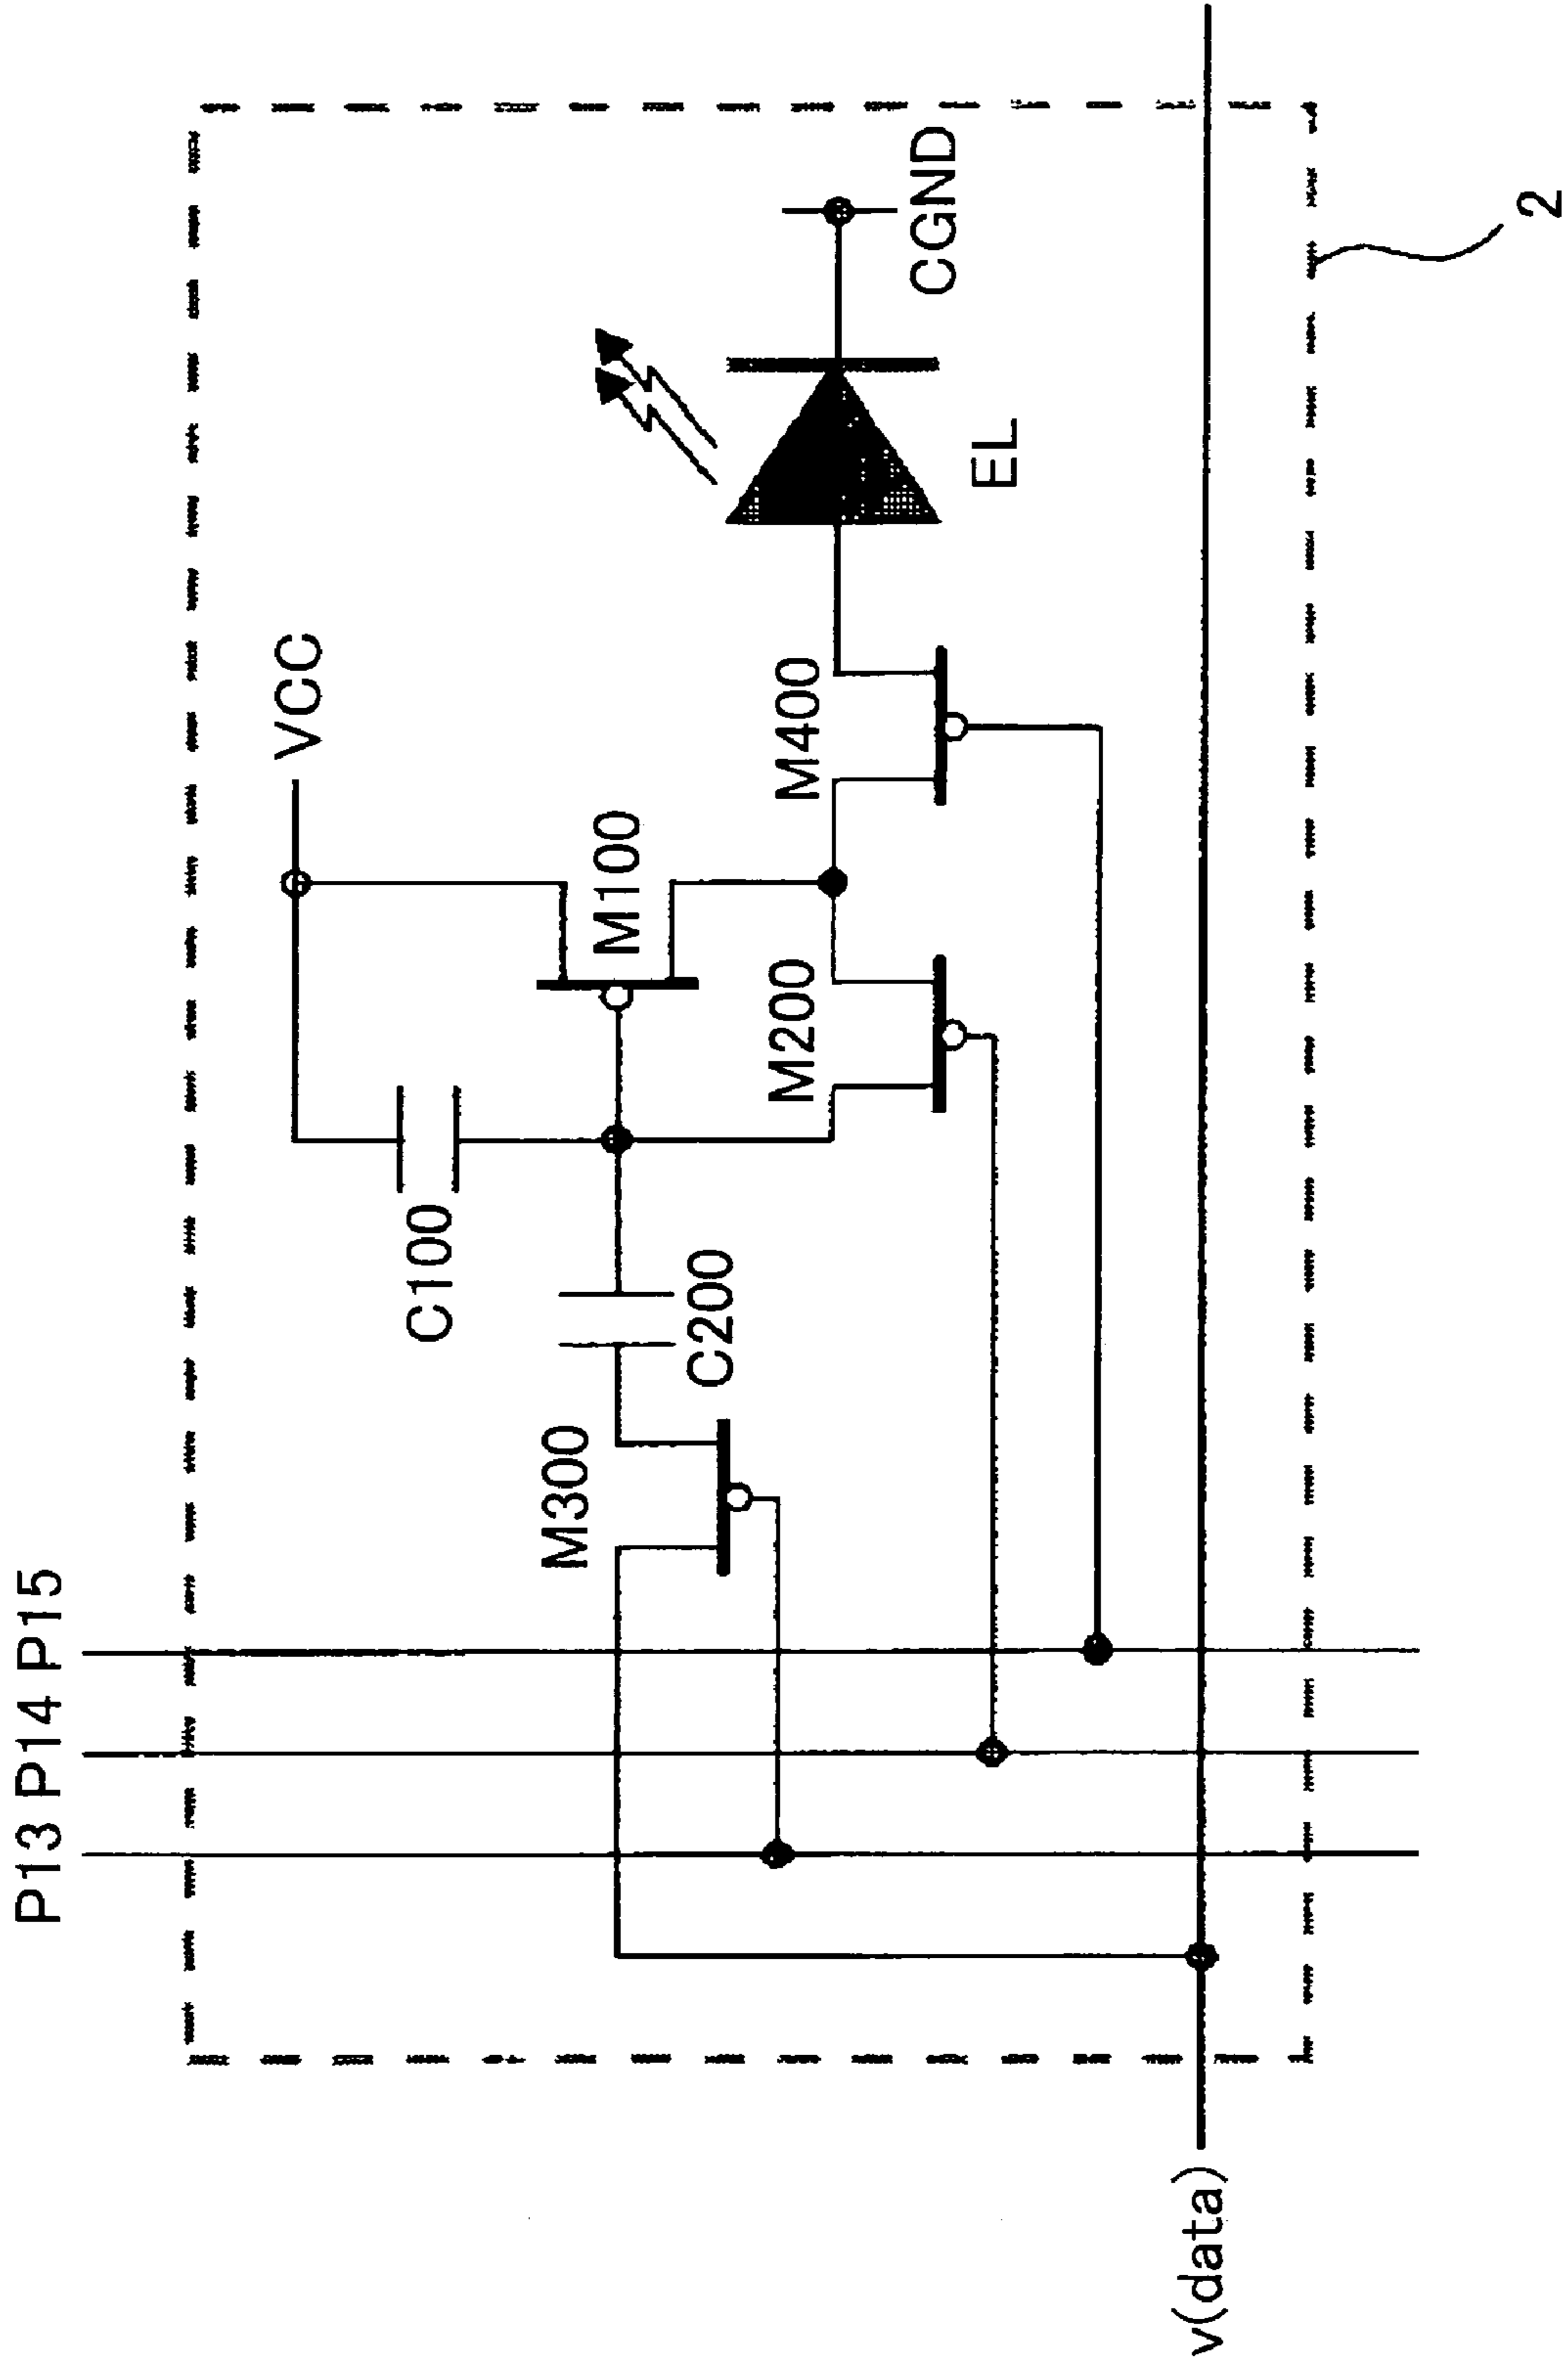 P13 P14 P15
VCC
C100
M100
M300
C200
M200
M400
EL
CGND
v(data)
2